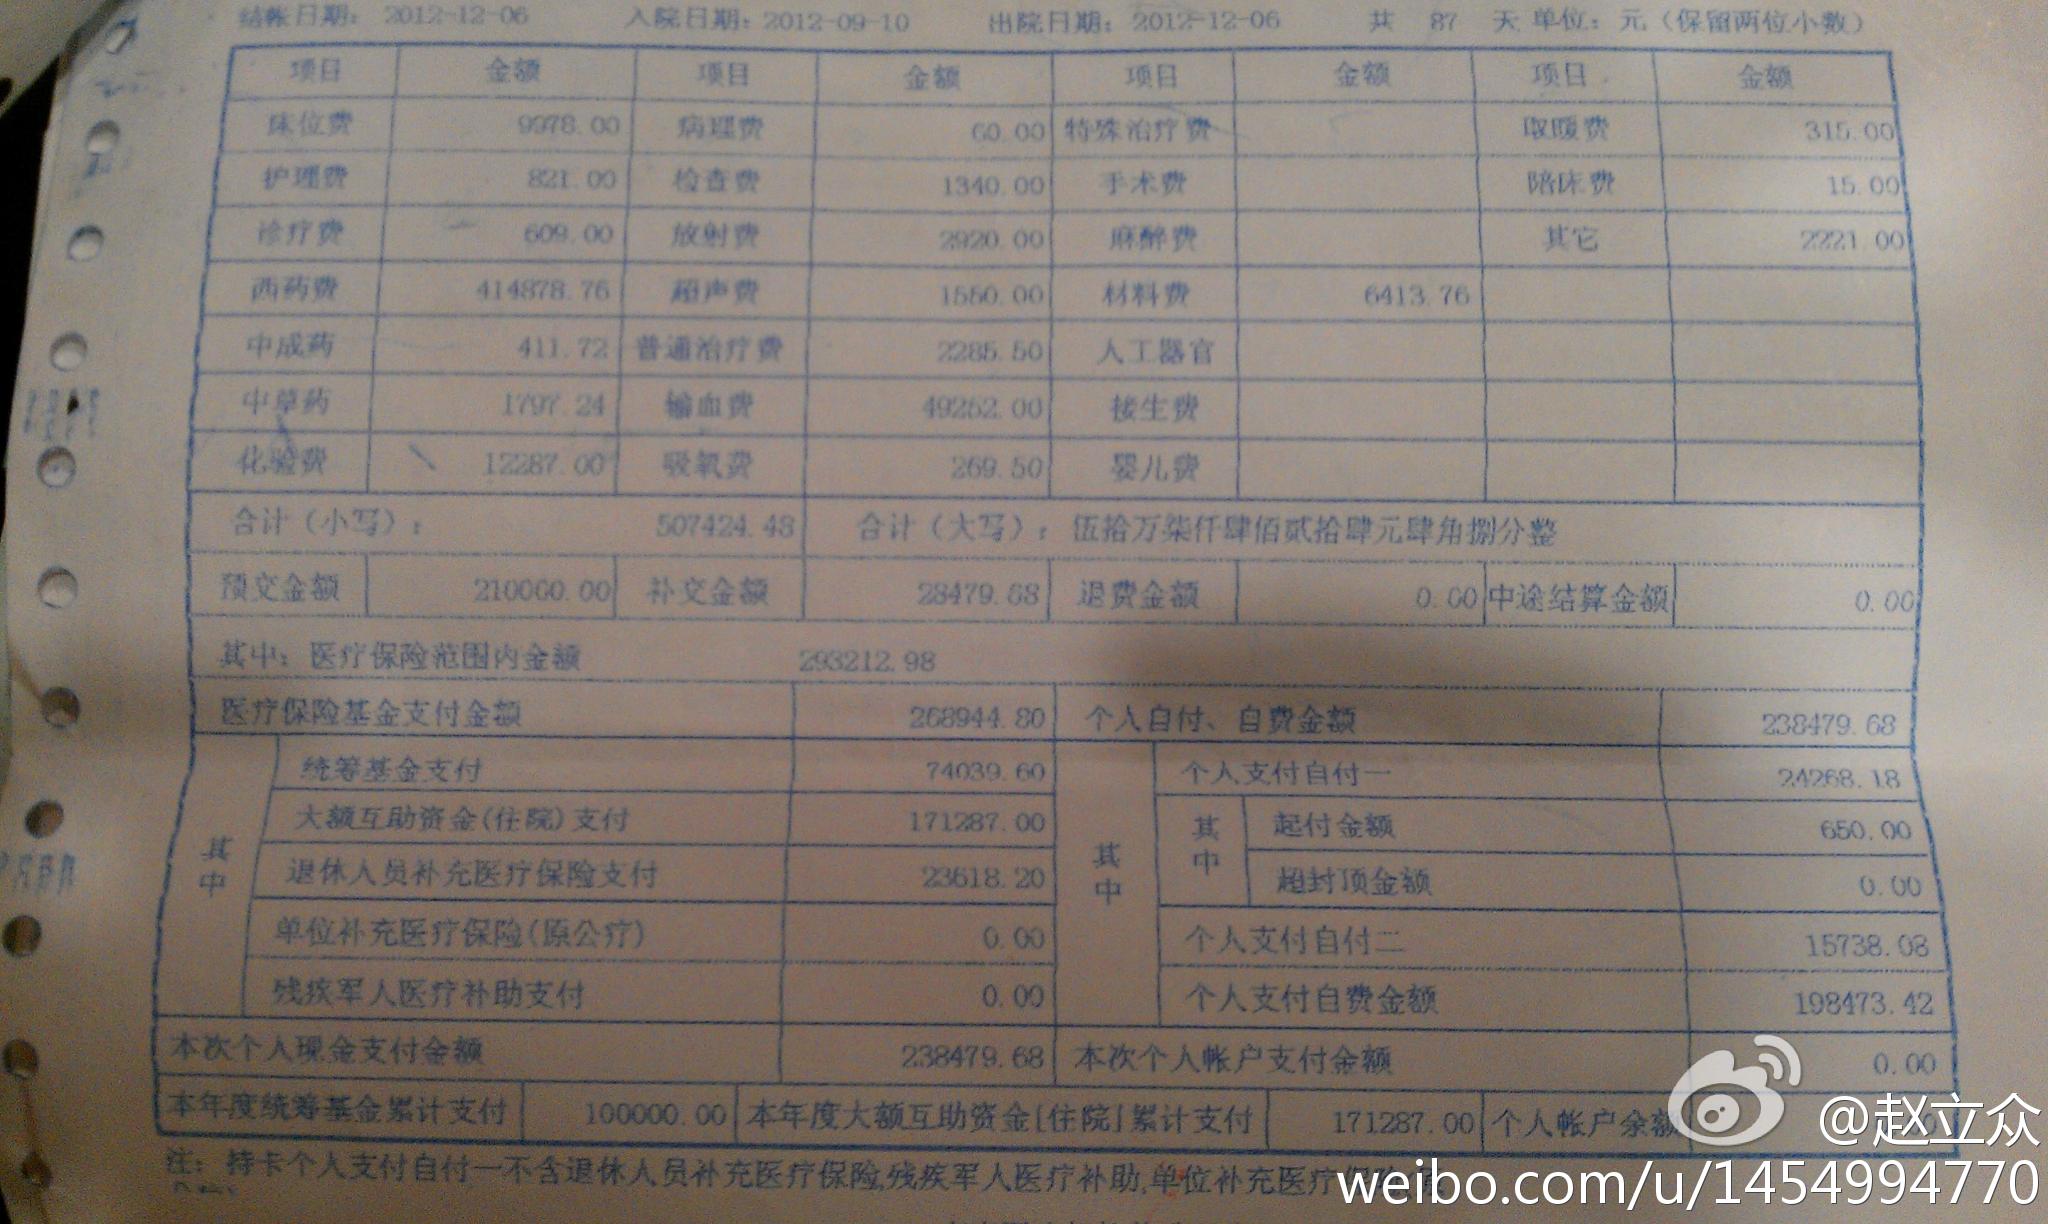 结帐日期: 2012-12-06 入院日期: 2012-09-10 出院日期: 2012-12-06 共 87 天 单位: 元 (保留两位小数)
项目 金额 项目 金额 项目 金额 项目 金额
床位费 9978.00 病理费 60.00 特殊治疗费 取暖费 315.00
护理费 821.00 检查费 1340.00 手术费 陪床费 15.00
诊疗费 609.00 放射费 2920.00 麻醉费 其它 2221.00
西药费 414878.76 超声费 1550.00 材料费 6413.76
中成药 411.72 普通治疗费 2285.50 人工器官
中草药 1797.24 输血费 49252.00 接生费
化验费 12287.00 吸氧费 269.50 婴儿费
合计 (小写) : 507424.48 合计 (大写) : 伍拾万柒仟肆佰贰拾肆元肆角捌分整
预交金额 210000.00 补交金额 28479.68 退费金额 0.00 中途结算金额 0.00
其中: 医疗保险范围内金额 293212.98
医疗保险基金支付金额 268944.80 个人自付、自费金额 238479.68
其中 统筹基金支付 74039.60 其中 个人支付自付一 24268.18
大额互助资金(住院)支付 171287.00 其中 起付金额 650.00
退休人员补充医疗保险支付 23618.20 超封顶金额 0.00
单位补充医疗保险(原公疗) 0.00 个人支付自付二 15738.08
残疾军人医疗补助支付 0.00 个人支付自费金额 198473.42
本次个人现金支付金额 238479.68 本次个人帐户支付金额 0.00
本年度统筹基金累计支付 100000.00 本年度大额互助资金[住院]累计支付 171287.00 个人帐户余额
注: 持卡个人支付自付一不含退休人员补充医疗保险,残疾军人医疗补助,单位补充医疗保险
@赵立众
weibo.com/u/1454994770